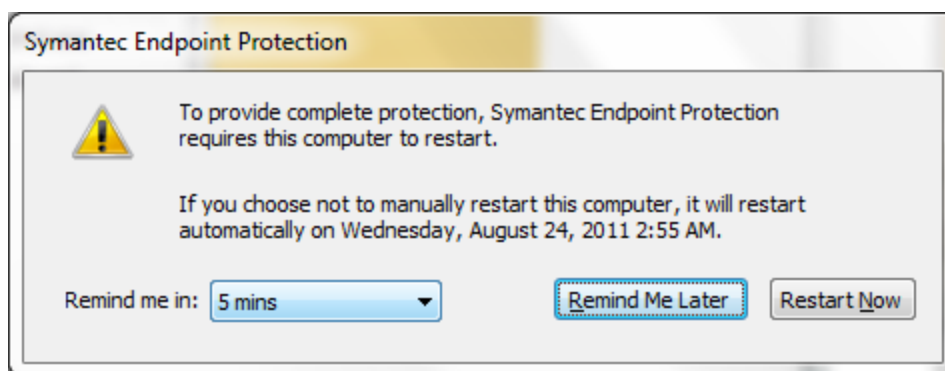 Symantec Endpoint Protection
To provide complete protection, Symantec Endpoint Protection
requires this computer to restart.
If you choose not to manually restart this computer, it will restart
automatically on Wednesday, August 24, 2011 2:55 AM.
Remind me in: 5 mins Remind Me Later Restart Now